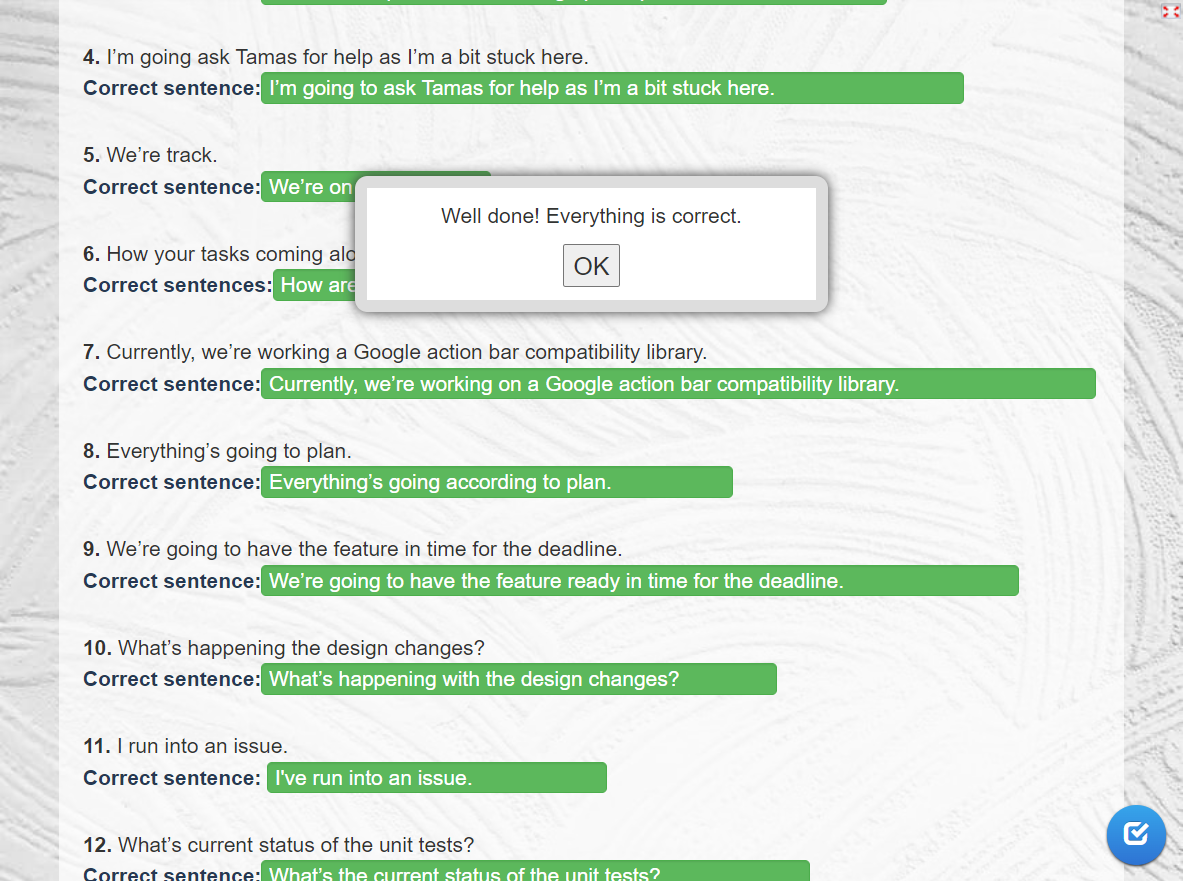 4. I’m going ask Tamas for help as I’m a bit stuck here.
Correct sentence: I’m going to ask Tamas for help as I’m a bit stuck here.
5. We’re track.
Correct sentence: We’re on
Well done! Everything is correct.
OK
6. How your tasks coming alo
Correct sentences: How are
7. Currently, we’re working a Google action bar compatibility library.
Correct sentence: Currently, we’re working on a Google action bar compatibility library.
8. Everything’s going to plan.
Correct sentence: Everything’s going according to plan.
9. We’re going to have the feature in time for the deadline.
Correct sentence: We’re going to have the feature ready in time for the deadline.
10. What’s happening the design changes?
Correct sentence: What’s happening with the design changes?
11. I run into an issue.
Correct sentence: I've run into an issue.
12. What’s current status of the unit tests?
Correct sentence: What’s the current status of the unit tests?